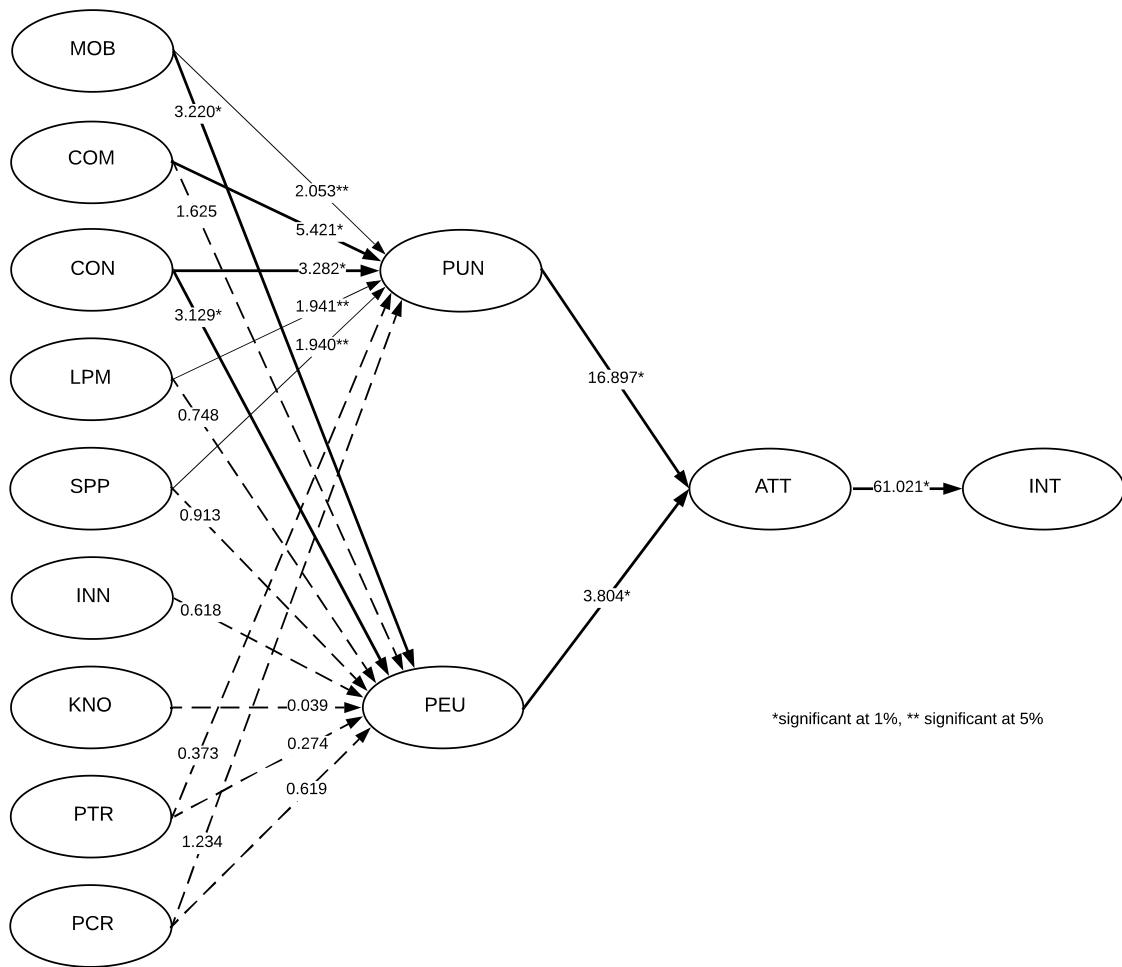 MOB
3.220*
COM
2.053**
1.625
5.421*
CON
3.282*
PUN
3.129*
1.941**
1.940**
LPM
16.897*
0.748
SPP
0.913
ATT
61.021*
INT
INN
0.618
3.804*
KNO
0.039
PEU
*significant at 1%, ** significant at 5%
0.373
0.274
0.619
PTR
1.234
PCR